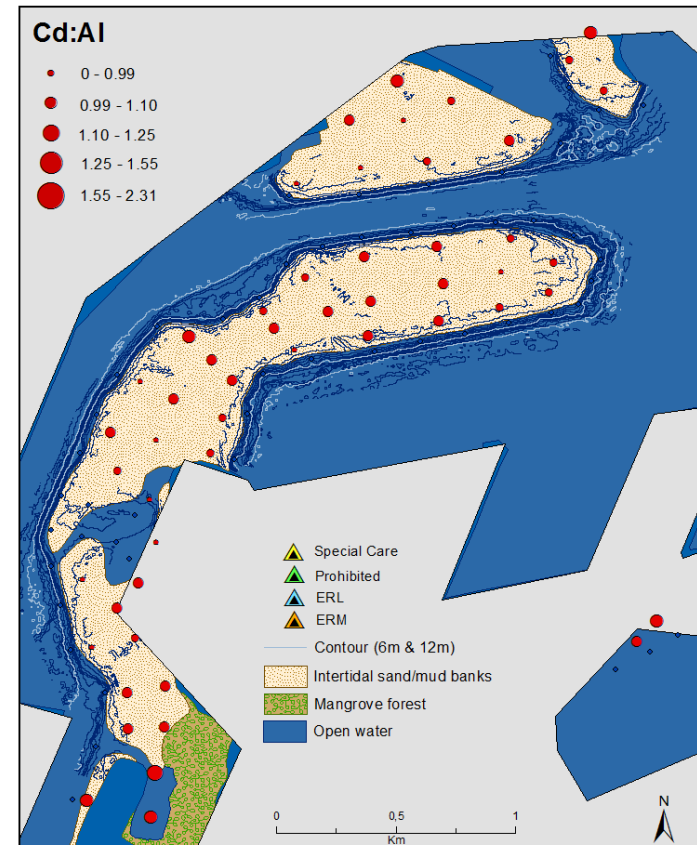 Cd:Al
0 - 0.99
0.99 - 1.10
1.10 - 1.25
1.25 - 1.55
1.55 - 2.31
Special Care
Prohibited
ERL
ERM
Contour (6m & 12m)
Intertidal sand/mud banks
Mangrove forest
Open water
N
0 0,5 1
Km